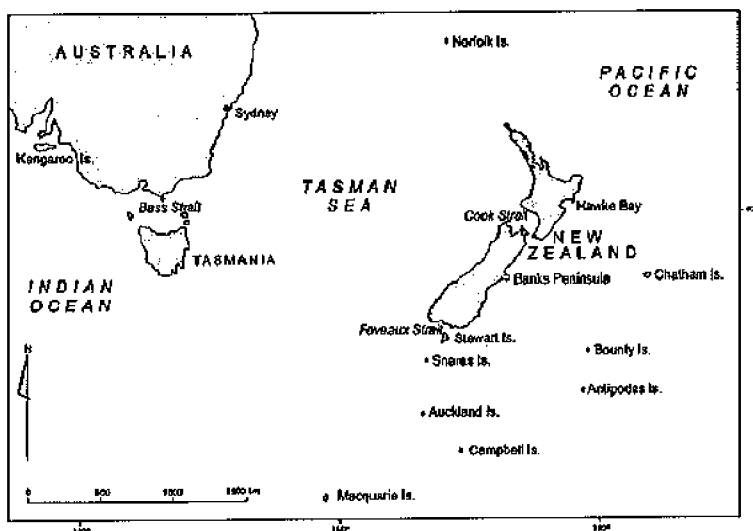 AUSTRALIA
Norfolk Is.
PACIFIC
OCEAN
Sydney
Kangaroo Is.
TASMAN
SEA
Bass Strait
Cook Strait
Hawke Bay
NEW
ZEALAND
TASMANIA
INDIAN
OCEAN
Banks Peninsula
Chatham Is.
Foveaux Strait
Stewart Is.
N
Snares Is.
Bounty Is.
Antipodes Is.
Auckland Is.
Campbell Is.
0 500 1000 1500 km
Macquarie Is.